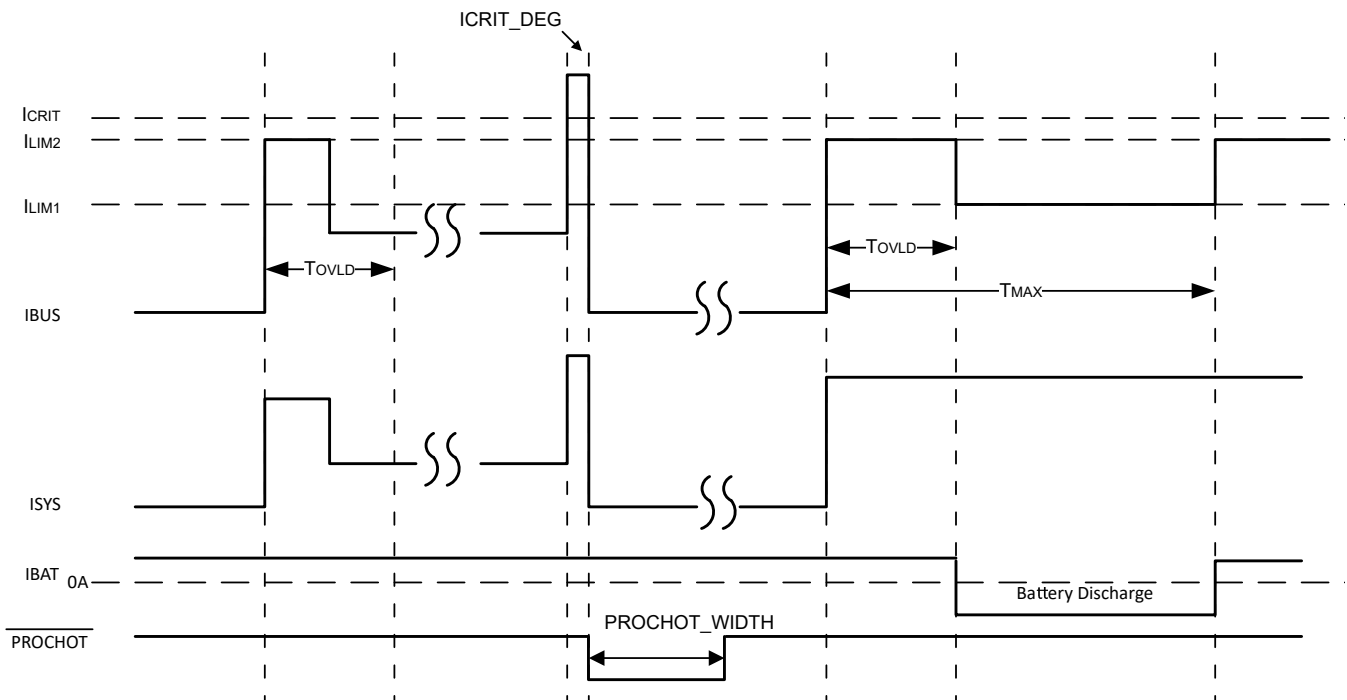 ICRIT_DEG
ICRIT
ILIM2
ILIM1
TOVLD
TOVLD
TMAX
IBUS
ISYS
IBAT 0A
Battery Discharge
PROCHOT_WIDTH
PROCHOT